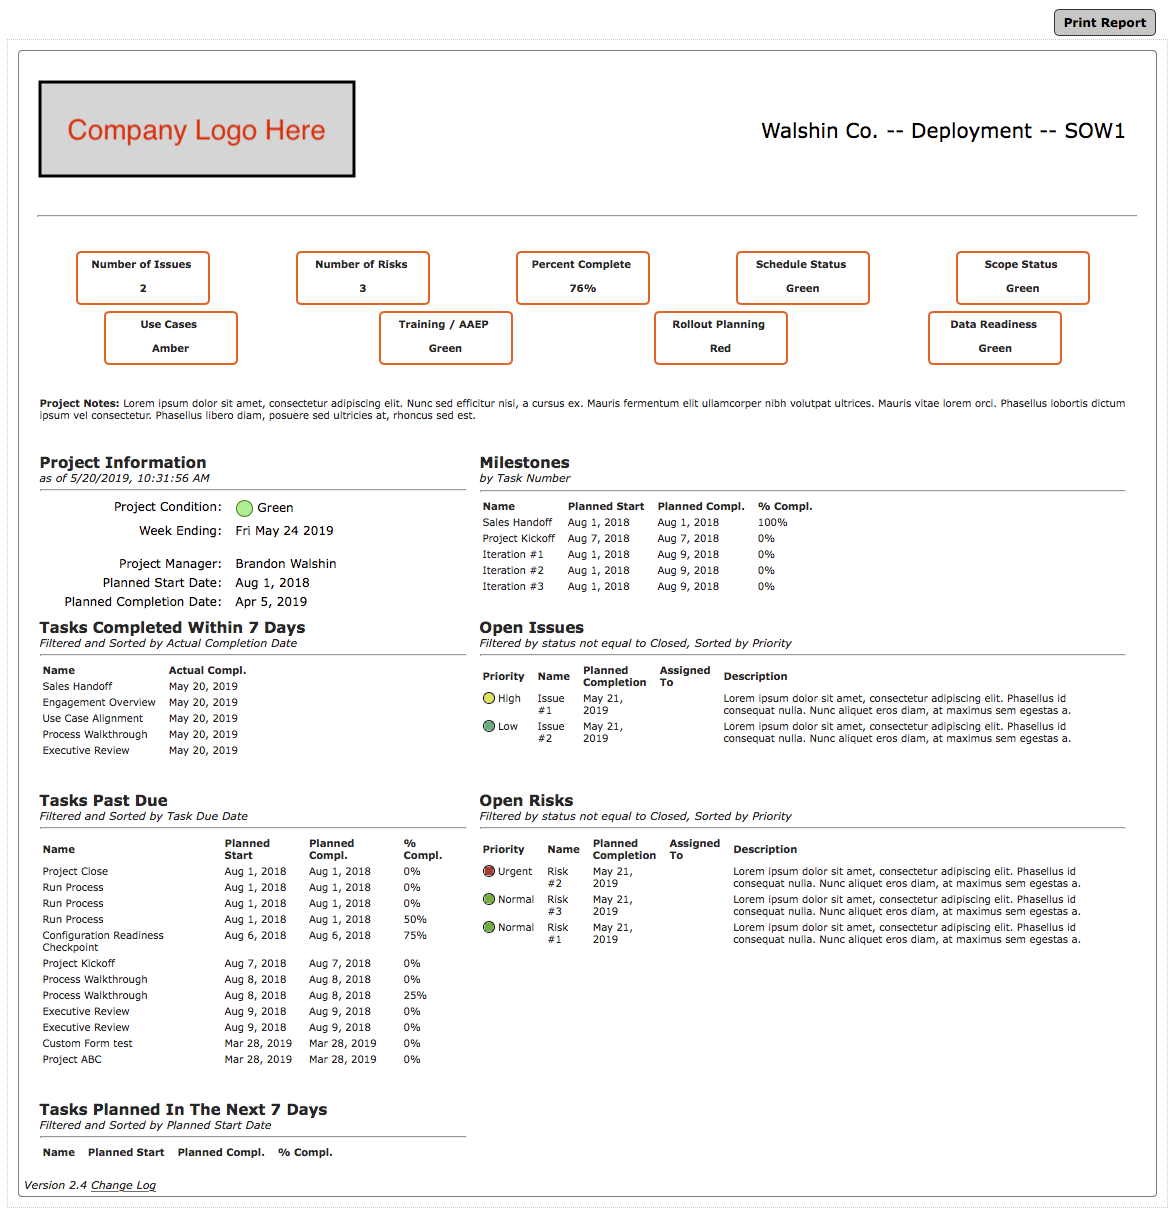 Print Report
Company Logo Here
Walshin Co. -- Deployment -- SOW1
Number of Issues
2
Number of Risks
3
Percent Complete
76%
Schedule Status
Green
Scope Status
Green
Use Cases
Amber
Training / AAEP
Green
Rollout Planning
Red
Data Readiness
Green
Project Notes: Lorem ipsum dolor sit amet, consectetur adipiscing elit. Nunc sed efficitur nisi, a cursus ex. Mauris fermentum elit ullamcorper nibh volutpat ultrices. Mauris vitae lorem orci. Phasellus lobortis dictum
ipsum vel consectetur. Phasellus libero diam, posuere sed ultricies at, rhoncus sed est.
Project Information
as of 5/20/2019, 10:31:56 AM
Project Condition: Green
Week Ending: Fri May 24 2019
Project Manager: Brandon Walshin
Planned Start Date: Aug 1, 2018
Planned Completion Date: Apr 5, 2019
Milestones
by Task Number
Name Planned Start Planned Compl. % Compl.
Sales Handoff Aug 1, 2018 Aug 1, 2018 100%
Project Kickoff Aug 7, 2018 Aug 7, 2018 0%
Iteration #1 Aug 1, 2018 Aug 9, 2018 0%
Iteration #2 Aug 1, 2018 Aug 9, 2018 0%
Iteration #3 Aug 1, 2018 Aug 9, 2018 0%
Tasks Completed Within 7 Days
Filtered and Sorted by Actual Completion Date
Name Actual Compl.
Sales Handoff May 20, 2019
Engagement Overview May 20, 2019
Use Case Alignment May 20, 2019
Process Walkthrough May 20, 2019
Executive Review May 20, 2019
Open Issues
Filtered by status not equal to Closed, Sorted by Priority
Priority Name Planned Completion Assigned To Description
High Issue #1 May 21, 2019 Lorem ipsum dolor sit amet, consectetur adipiscing elit. Phasellus id
consequat nulla. Nunc aliquet eros diam, at maximus sem egestas a.
Low Issue #2 May 21, 2019 Lorem ipsum dolor sit amet, consectetur adipiscing elit. Phasellus id
consequat nulla. Nunc aliquet eros diam, at maximus sem egestas a.
Tasks Past Due
Filtered and Sorted by Task Due Date
Name Planned Start Planned Compl. % Compl.
Project Close Aug 1, 2018 Aug 1, 2018 0%
Run Process Aug 1, 2018 Aug 1, 2018 0%
Run Process Aug 1, 2018 Aug 1, 2018 0%
Run Process Aug 1, 2018 Aug 1, 2018 50%
Configuration Readiness Checkpoint Aug 6, 2018 Aug 6, 2018 75%
Project Kickoff Aug 7, 2018 Aug 7, 2018 0%
Process Walkthrough Aug 8, 2018 Aug 8, 2018 0%
Process Walkthrough Aug 8, 2018 Aug 8, 2018 25%
Executive Review Aug 9, 2018 Aug 9, 2018 0%
Executive Review Aug 9, 2018 Aug 9, 2018 0%
Custom Form test Mar 28, 2019 Mar 28, 2019 0%
Project ABC Mar 28, 2019 Mar 28, 2019 0%
Open Risks
Filtered by status not equal to Closed, Sorted by Priority
Priority Name Planned Completion Assigned To Description
Urgent Risk #2 May 21, 2019 Lorem ipsum dolor sit amet, consectetur adipiscing elit. Phasellus id
consequat nulla. Nunc aliquet eros diam, at maximus sem egestas a.
Normal Risk #3 May 21, 2019 Lorem ipsum dolor sit amet, consectetur adipiscing elit. Phasellus id
consequat nulla. Nunc aliquet eros diam, at maximus sem egestas a.
Normal Risk #1 May 21, 2019 Lorem ipsum dolor sit amet, consectetur adipiscing elit. Phasellus id
consequat nulla. Nunc aliquet eros diam, at maximus sem egestas a.
Tasks Planned In The Next 7 Days
Filtered and Sorted by Planned Start Date
Name Planned Start Planned Compl. % Compl.
Version 2.4 Change Log